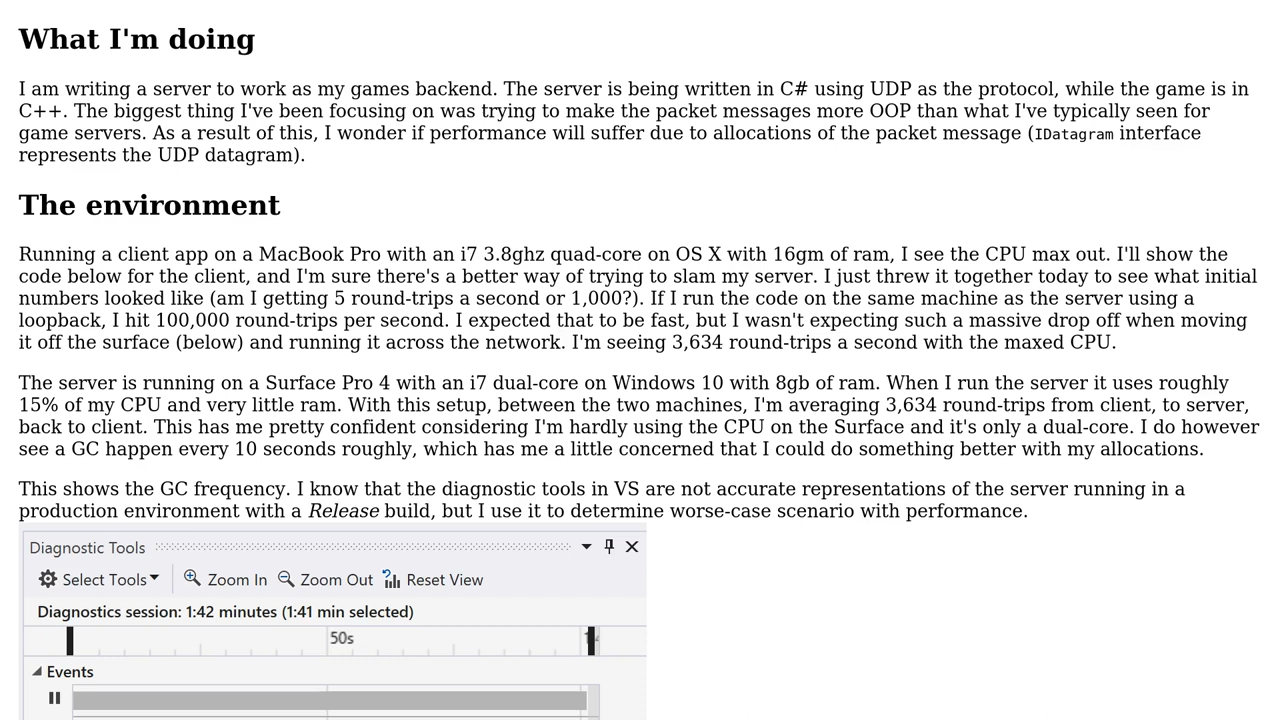 What I'm doing
I am writing a server to work as my games backend. The server is being written in C# using UDP as the protocol, while the game is in
C++. The biggest thing I've been focusing on was trying to make the packet messages more OOP than what I've typically seen for
game servers. As a result of this, I wonder if performance will suffer due to allocations of the packet message (IDatagram interface
represents the UDP datagram).
The environment
Running a client app on a MacBook Pro with an i7 3.8ghz quad-core on OS X with 16gm of ram, I see the CPU max out. I'll show the
code below for the client, and I'm sure there's a better way of trying to slam my server. I just threw it together today to see what initial
numbers looked like (am I getting 5 round-trips a second or 1,000?). If I run the code on the same machine as the server using a
loopback, I hit 100,000 round-trips per second. I expected that to be fast, but I wasn't expecting such a massive drop off when moving
it off the surface (below) and running it across the network. I'm seeing 3,634 round-trips a second with the maxed CPU.
The server is running on a Surface Pro 4 with an i7 dual-core on Windows 10 with 8gb of ram. When I run the server it uses roughly
15% of my CPU and very little ram. With this setup, between the two machines, I'm averaging 3,634 round-trips from client, to server,
back to client. This has me pretty confident considering I'm hardly using the CPU on the Surface and it's only a dual-core. I do however
see a GC happen every 10 seconds roughly, which has me a little concerned that I could do something better with my allocations.
This shows the GC frequency. I know that the diagnostic tools in VS are not accurate representations of the server running in a
production environment with a Release build, but I use it to determine worse-case scenario with performance.
Diagnostic Tools
Select Tools Zoom In Zoom Out Reset View
Diagnostics session: 1:42 minutes (1:41 min selected)
50s
Events